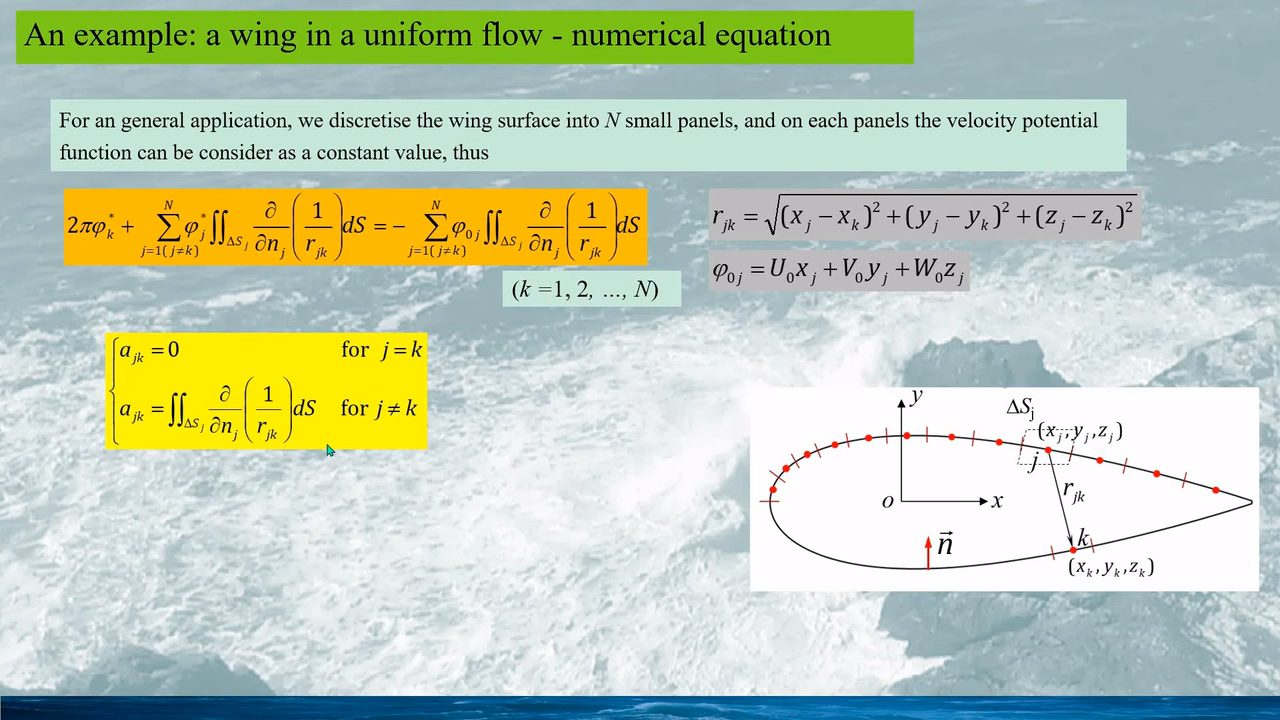 An example: a wing in a uniform flow - numerical equation
For an general application, we discretise the wing surface into N small panels, and on each panels the velocity potential
function can be consider as a constant value, thus
2πφ*ₖ + ∑_{j=1(j≠k)}^{N} φ*ⱼ ∬_{ΔSⱼ} ∂/∂nⱼ (1/rⱼₖ) dS = − ∑_{j=1(j≠k)}^{N} φ₀ⱼ ∬_{ΔSⱼ} ∂/∂nⱼ (1/rⱼₖ) dS
rⱼₖ = √((xⱼ − xₖ)² + (yⱼ − yₖ)² + (zⱼ − zₖ)²)
φ₀ⱼ = U₀xⱼ + V₀yⱼ + W₀zⱼ
(k =1, 2, ..., N)
aⱼₖ = 0 for j = k
aⱼₖ = ∬_{ΔSⱼ} ∂/∂nⱼ (1/rⱼₖ) dS for j ≠ k
y
ΔSj
(xⱼ, yⱼ, zⱼ)
j
rⱼₖ
o
x
k
n⃗
(xₖ, yₖ, zₖ)